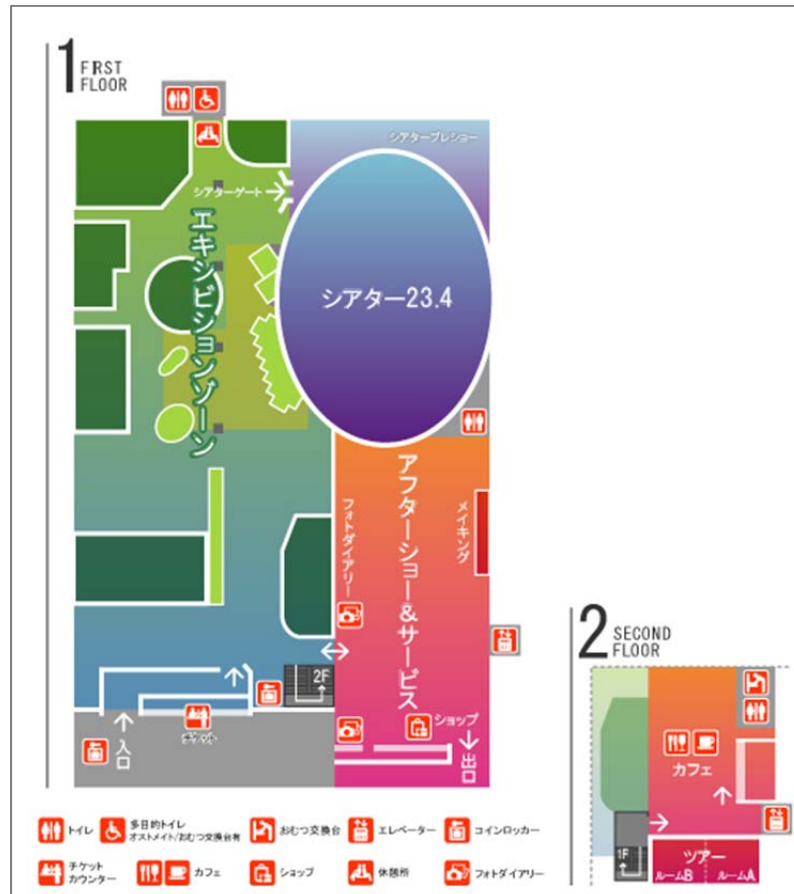 1 FIRST
FLOOR
シアタープレショー
シアターゲート
エキシビションゾーン
シアター23.4
アフターショー&サービス
フォトダイアリー
メイキング
2F
ショップ
チケット
入口
出口
2 SECOND
FLOOR
カフェ
1F
ツアー
ルームB ルームA
トイレ
多目的トイレ
オストメイト/おむつ交換台有
おむつ交換台
エレベーター
コインロッカー
チケット
カウンター
カフェ
ショップ
休憩所
フォトダイアリー